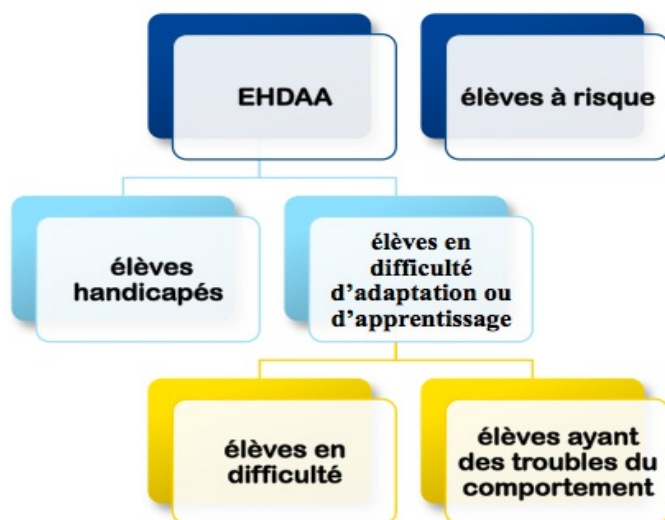 EHDAA
élèves à risque
élèves
handicapés
élèves en
difficulté
d’adaptation ou
d’apprentissage
élèves en
difficulté
élèves ayant
des troubles du
comportement